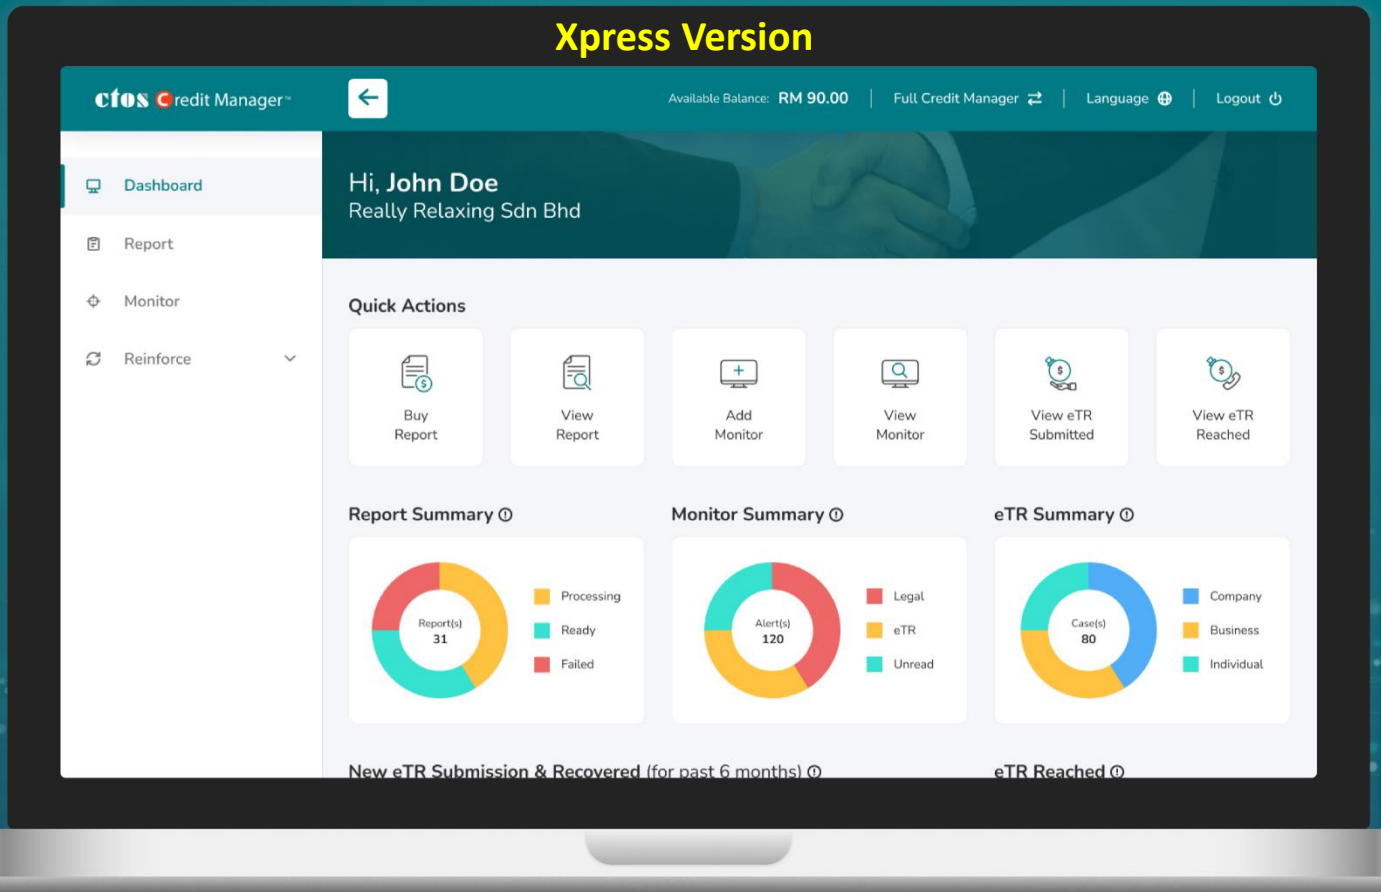 Xpress Version
ctos Credit Manager™
Available Balance: RM 90.00
Full Credit Manager
Language
Logout
Dashboard
Report
Monitor
Reinforce
Hi, John Doe
Really Relaxing Sdn Bhd
Quick Actions
Buy
Report
View
Report
Add
Monitor
View
Monitor
View eTR
Submitted
View eTR
Reached
Report Summary
Report(s)
31
Processing
Ready
Failed
Monitor Summary
Alert(s)
120
Legal
eTR
Unread
eTR Summary
Case(s)
80
Company
Business
Individual
New eTR Submission & Recovered (for past 6 months)
eTR Reached